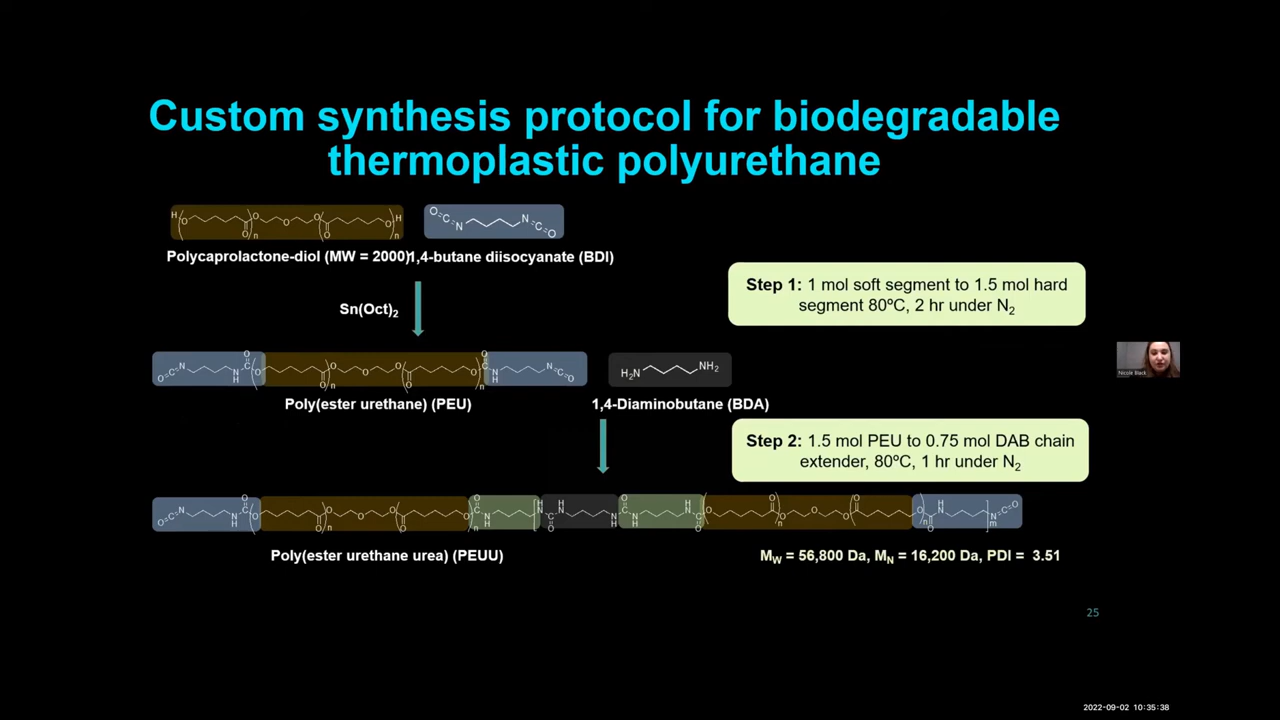 Custom synthesis protocol for biodegradable
thermoplastic polyurethane
Polycaprolactone-diol (MW = 2000)
1,4-butane diisocyanate (BDI)
Step 1: 1 mol soft segment to 1.5 mol hard
segment 80ºC, 2 hr under N2
Sn(Oct)2
Nicole Black
Poly(ester urethane) (PEU)
H2N
NH2
1,4-Diaminobutane (BDA)
Step 2: 1.5 mol PEU to 0.75 mol DAB chain
extender, 80ºC, 1 hr under N2
Poly(ester urethane urea) (PEUU)
MW = 56,800 Da, MN = 16,200 Da, PDI = 3.51
25
2022-09-02 10:35:38